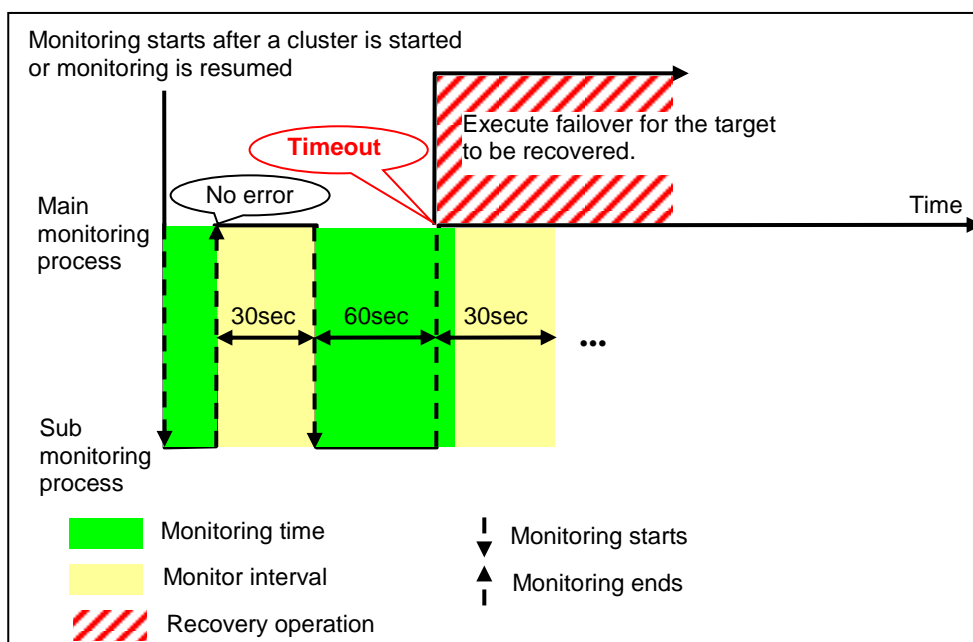 Monitoring starts after a cluster is started
or monitoring is resumed
Execute failover for the target
to be recovered.
Timeout
No error
Main
monitoring
process
Time
30sec
60sec
30sec
...
Sub
monitoring
process
Monitoring time
Monitor interval
Recovery operation
Monitoring starts
Monitoring ends